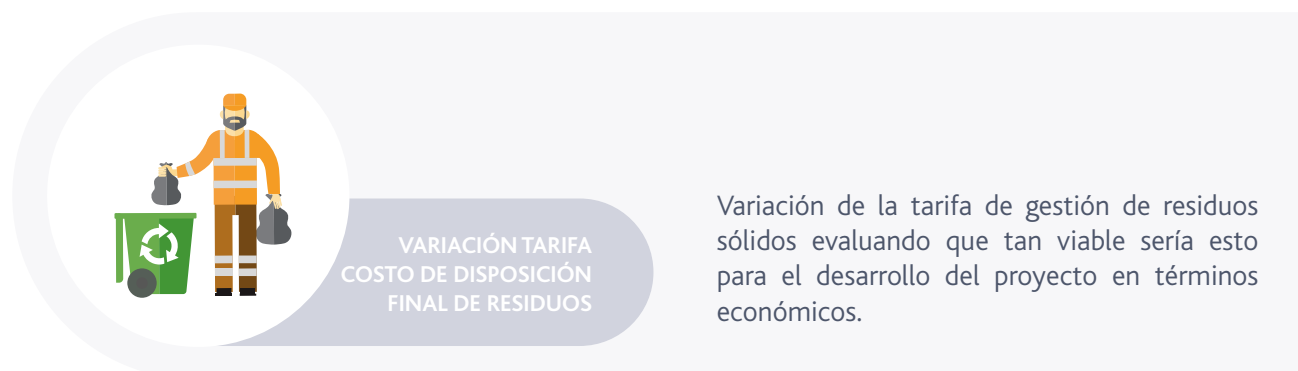 VARIACIÓN TARIFA
COSTO DE DISPOSICIÓN
FINAL DE RESIDUOS
Variación de la tarifa de gestión de residuos
sólidos evaluando que tan viable sería esto
para el desarrollo del proyecto en términos
económicos.